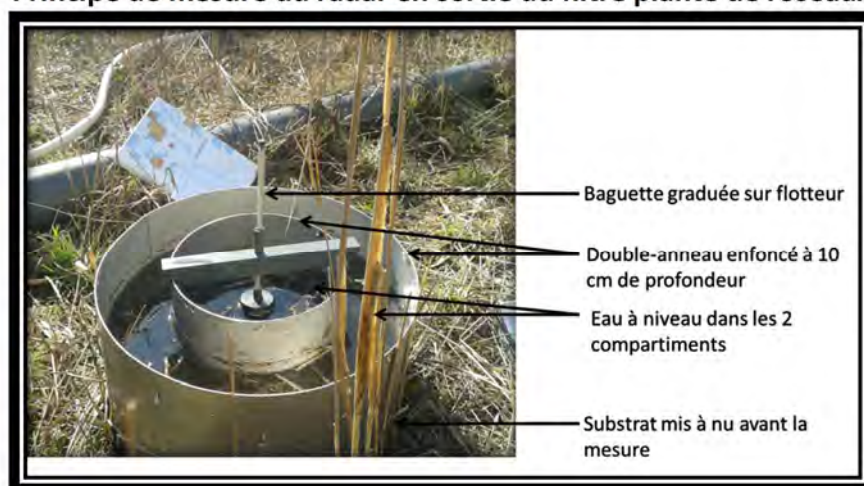 Baguette graduée sur flotteur
Double-anneau enfoncé à 10
cm de profondeur
Eau à niveau dans les 2
compartiments
Substrat mis à nu avant la
mesure